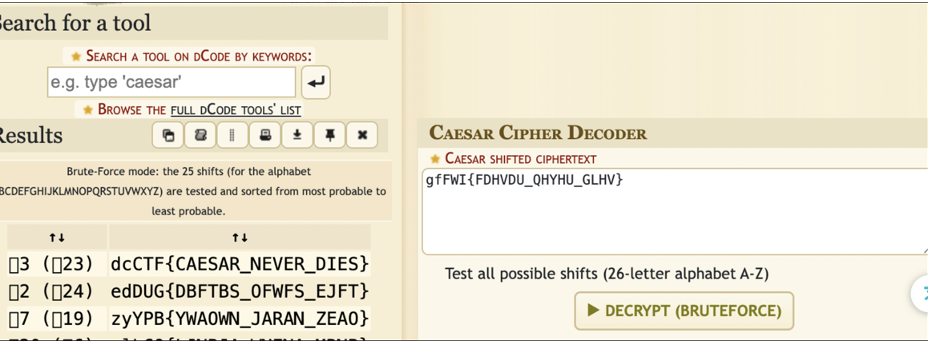 Search for a tool
★ SEARCH A TOOL ON DCODE BY KEYWORDS:
e.g. type 'caesar'
★ BROWSE THE FULL DCODE TOOLS' LIST
Results
Brute-Force mode: the 25 shifts (for the alphabet
BCDEFGHIJKLMNOPQRSTUVWXYZ) are tested and sorted from most probable to
least probable.
↑↓ ↑↓
▯3 (▯23) dcCTF{CAESAR_NEVER_DIES}
▯2 (▯24) edDUG{DBFTBS_OFWFS_EJFT}
▯7 (▯19) zyYPB{YWAOWN_JARAN_ZEAO}
CAESAR CIPHER DECODER
★ CAESAR SHIFTED CIPHERTEXT
gfFWI{FDHVDU_QHYHU_GLHV}
Test all possible shifts (26-letter alphabet A-Z)
▶ DECRYPT (BRUTEFORCE)